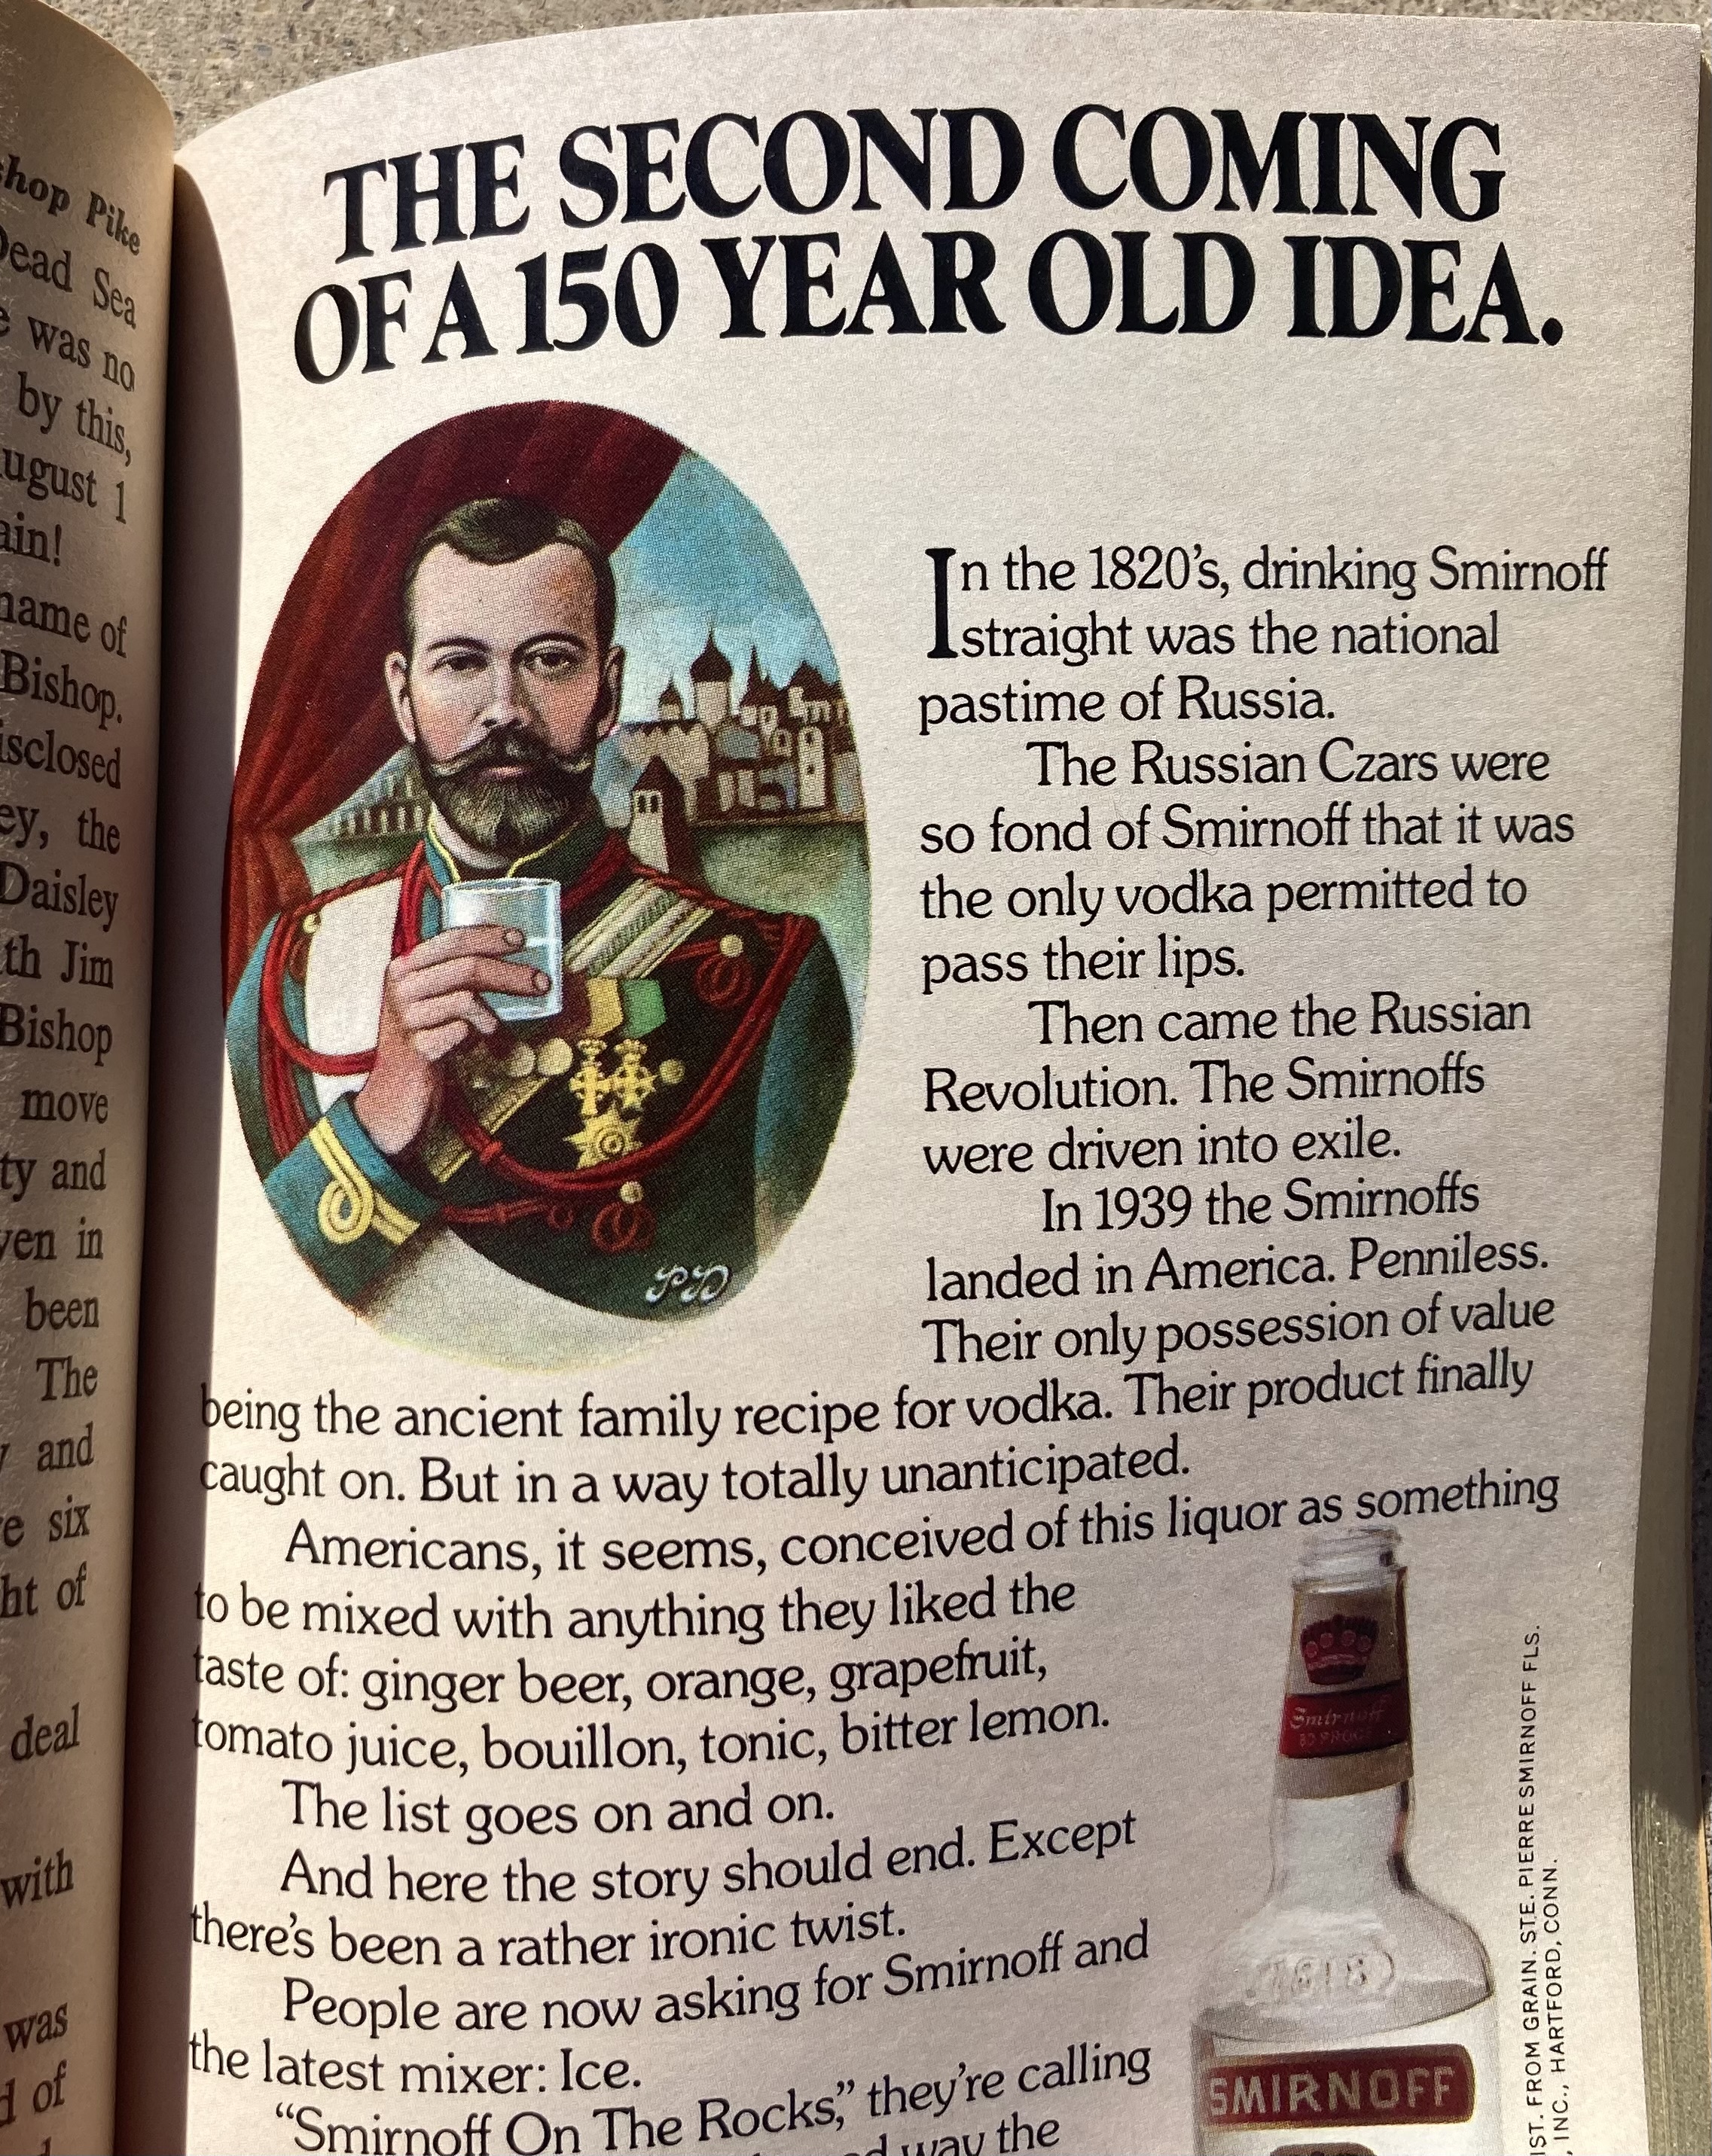 shop Pike
Dead Sea
was no
by this,
ugust 1
ain!
name of
Bishop.
isclosed
ey, the
Daisley
th Jim
Bishop
move
ty and
ven in
been
The
and
six
ht of
deal
with
was
of
THE SECOND COMING
OF A 150 YEAR OLD IDEA.
PD
In the 1820's, drinking Smirnoff
straight was the national
pastime of Russia.
The Russian Czars were
so fond of Smirnoff that it was
the only vodka permitted to
pass their lips.
Then came the Russian
Revolution. The Smirnoffs
were driven into exile.
In 1939 the Smirnoffs
landed in America. Penniless.
Their only possession of value
being the ancient family recipe for vodka. Their product finally
caught on. But in a way totally unanticipated.
Americans, it seems, conceived of this liquor as something
to be mixed with anything they liked the
taste of: ginger beer, orange, grapefruit,
tomato juice, bouillon, tonic, bitter lemon.
The list goes on and on.
And here the story should end. Except
there's been a rather ironic twist.
People are now asking for Smirnoff and
the latest mixer: Ice.
“Smirnoff On The Rocks,” they're calling
way the
Smirnoff
80 PROOF
1818
SMIRNOFF
IST. FROM GRAIN. STE. PIERRE SMIRNOFF FLS.
, INC., HARTFORD, CONN.